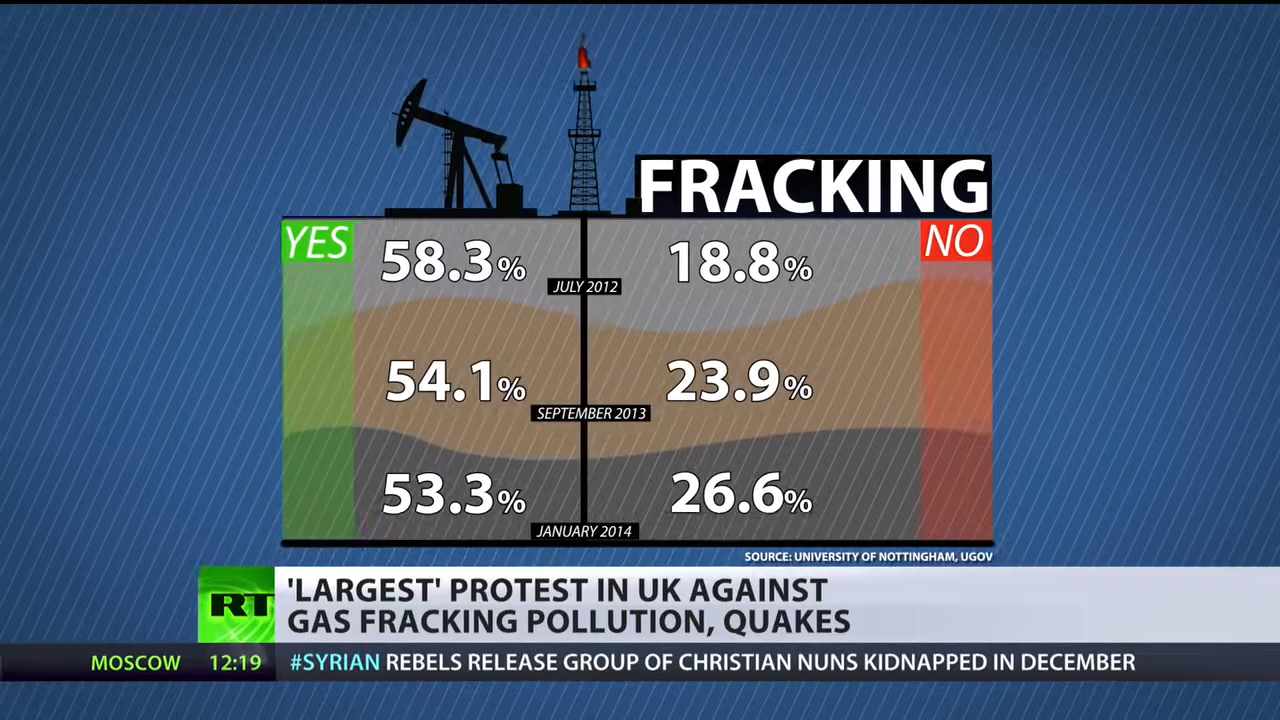 FRACKING
YES
NO
58.3%
18.8%
JULY 2012
54.1%
23.9%
SEPTEMBER 2013
53.3%
26.6%
JANUARY 2014
SOURCE: UNIVERSITY OF NOTTINGHAM, UGOV
RT
'LARGEST' PROTEST IN UK AGAINST
GAS FRACKING POLLUTION, QUAKES
MOSCOW 12:19 #SYRIAN REBELS RELEASE GROUP OF CHRISTIAN NUNS KIDNAPPED IN DECEMBER